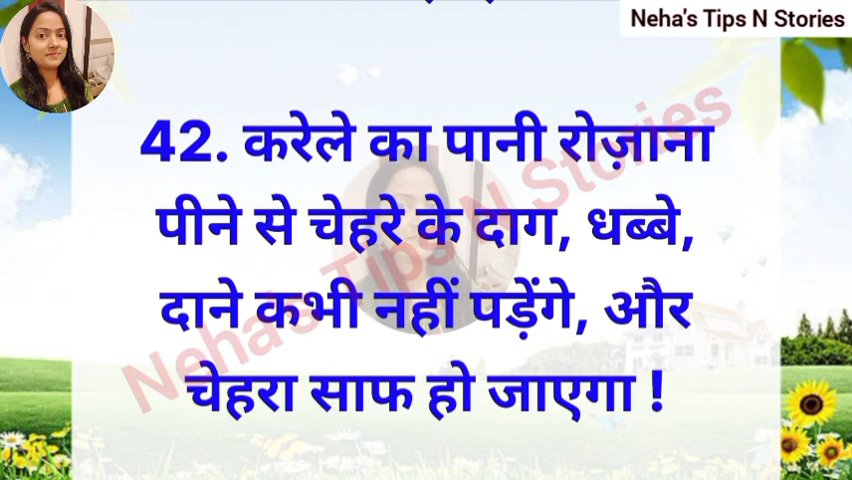 Neha's Tips N Stories
42. करेले का पानी रोज़ाना
पीने से चेहरे के दाग, धब्बे,
दाने कभी नहीं पड़ेंगे, और
चेहरा साफ हो जाएगा !
Neha's Tips N Stories